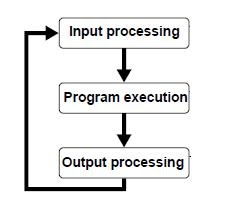 Input processing
Program execution
Output processing